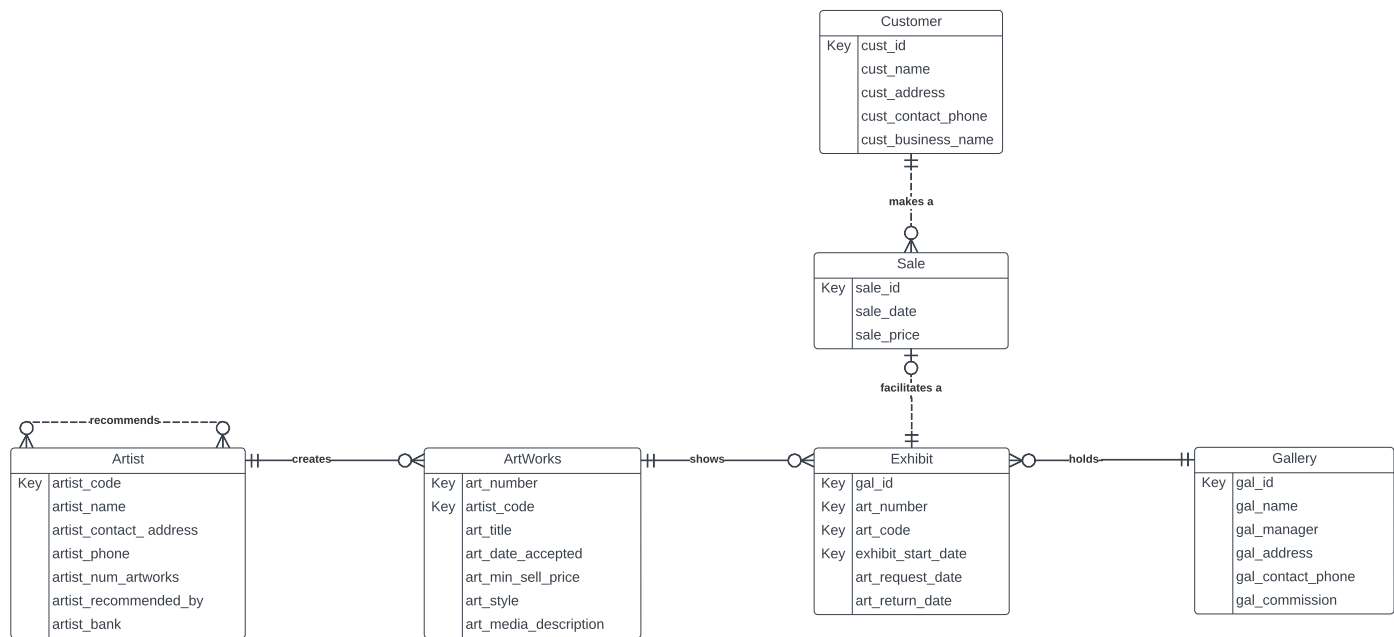 Customer
Key cust_id
cust_name
cust_address
cust_contact_phone
cust_business_name
makes a
Sale
Key sale_id
sale_date
sale_price
facilitates a
recommends
Artist
Key artist_code
artist_name
artist_contact_ address
artist_phone
artist_num_artworks
artist_recommended_by
artist_bank
creates
ArtWorks
Key art_number
Key artist_code
art_title
art_date_accepted
art_min_sell_price
art_style
art_media_description
shows
Exhibit
Key gal_id
Key art_number
Key art_code
Key exhibit_start_date
art_request_date
art_return_date
holds
Gallery
Key gal_id
gal_name
gal_manager
gal_address
gal_contact_phone
gal_commission